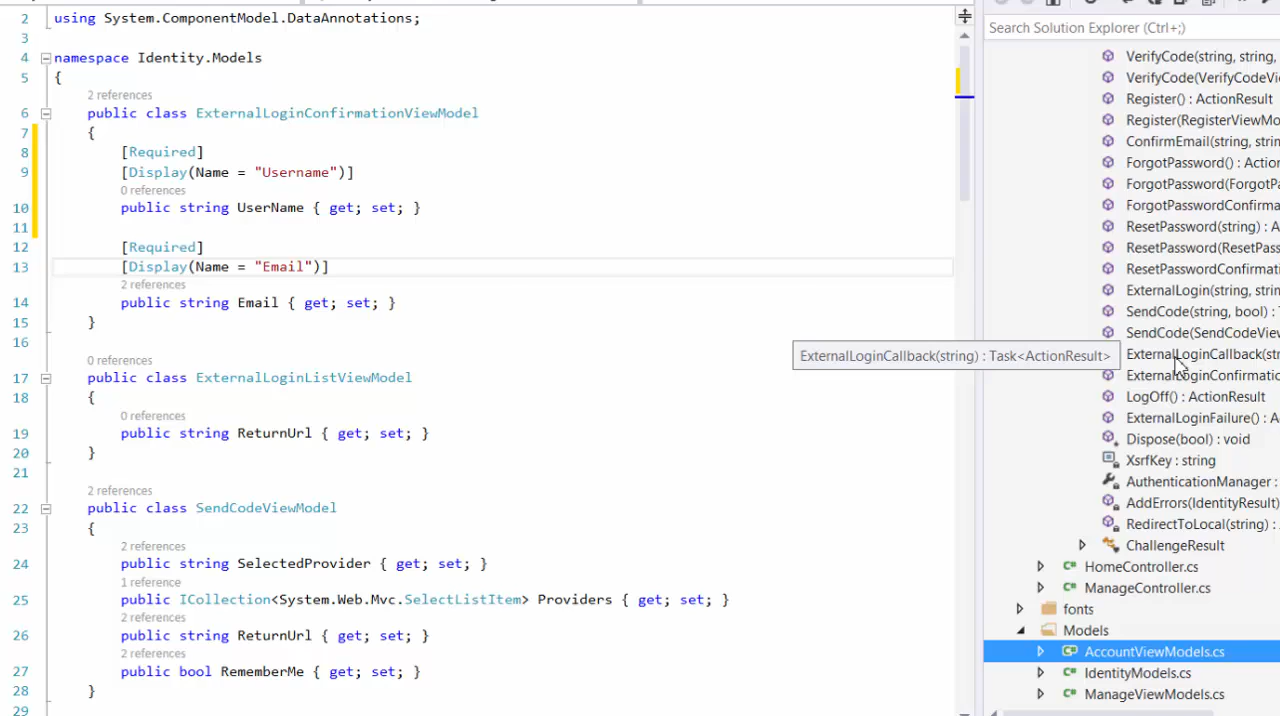 2 using System.ComponentModel.DataAnnotations;
3
4 namespace Identity.Models
5 {
2 references
6 public class ExternalLoginConfirmationViewModel
7 {
8 [Required]
9 [Display(Name = "Username")]
0 references
10 public string UserName { get; set; }
11
12 [Required]
13 [Display(Name = "Email")]
2 references
14 public string Email { get; set; }
15 }
16
0 references
17 public class ExternalLoginListViewModel
18 {
0 references
19 public string ReturnUrl { get; set; }
20 }
21
2 references
22 public class SendCodeViewModel
23 {
2 references
24 public string SelectedProvider { get; set; }
1 reference
25 public ICollection<System.Web.Mvc.SelectListItem> Providers { get; set; }
2 references
26 public string ReturnUrl { get; set; }
2 references
27 public bool RememberMe { get; set; }
28 }
29
ExternalLoginCallback(string) : Task<ActionResult>
Search Solution Explorer (Ctrl+;)
VerifyCode(string, string,
VerifyCode(VerifyCodeVi
Register() : ActionResult
Register(RegisterViewMo
ConfirmEmail(string, strin
ForgotPassword() : Action
ForgotPassword(ForgotPa
ForgotPasswordConfirma
ResetPassword(string) : A
ResetPassword(ResetPass
ResetPasswordConfirmati
ExternalLogin(string, strin
SendCode(string, bool) : T
SendCode(SendCodeView
ExternalLoginCallback(str
ExternalLoginConfirmatio
LogOff() : ActionResult
ExternalLoginFailure() : A
Dispose(bool) : void
XsrfKey : string
AuthenticationManager :
AddErrors(IdentityResult)
RedirectToLocal(string) :
ChallengeResult
HomeController.cs
ManageController.cs
fonts
Models
AccountViewModels.cs
IdentityModels.cs
ManageViewModels.cs